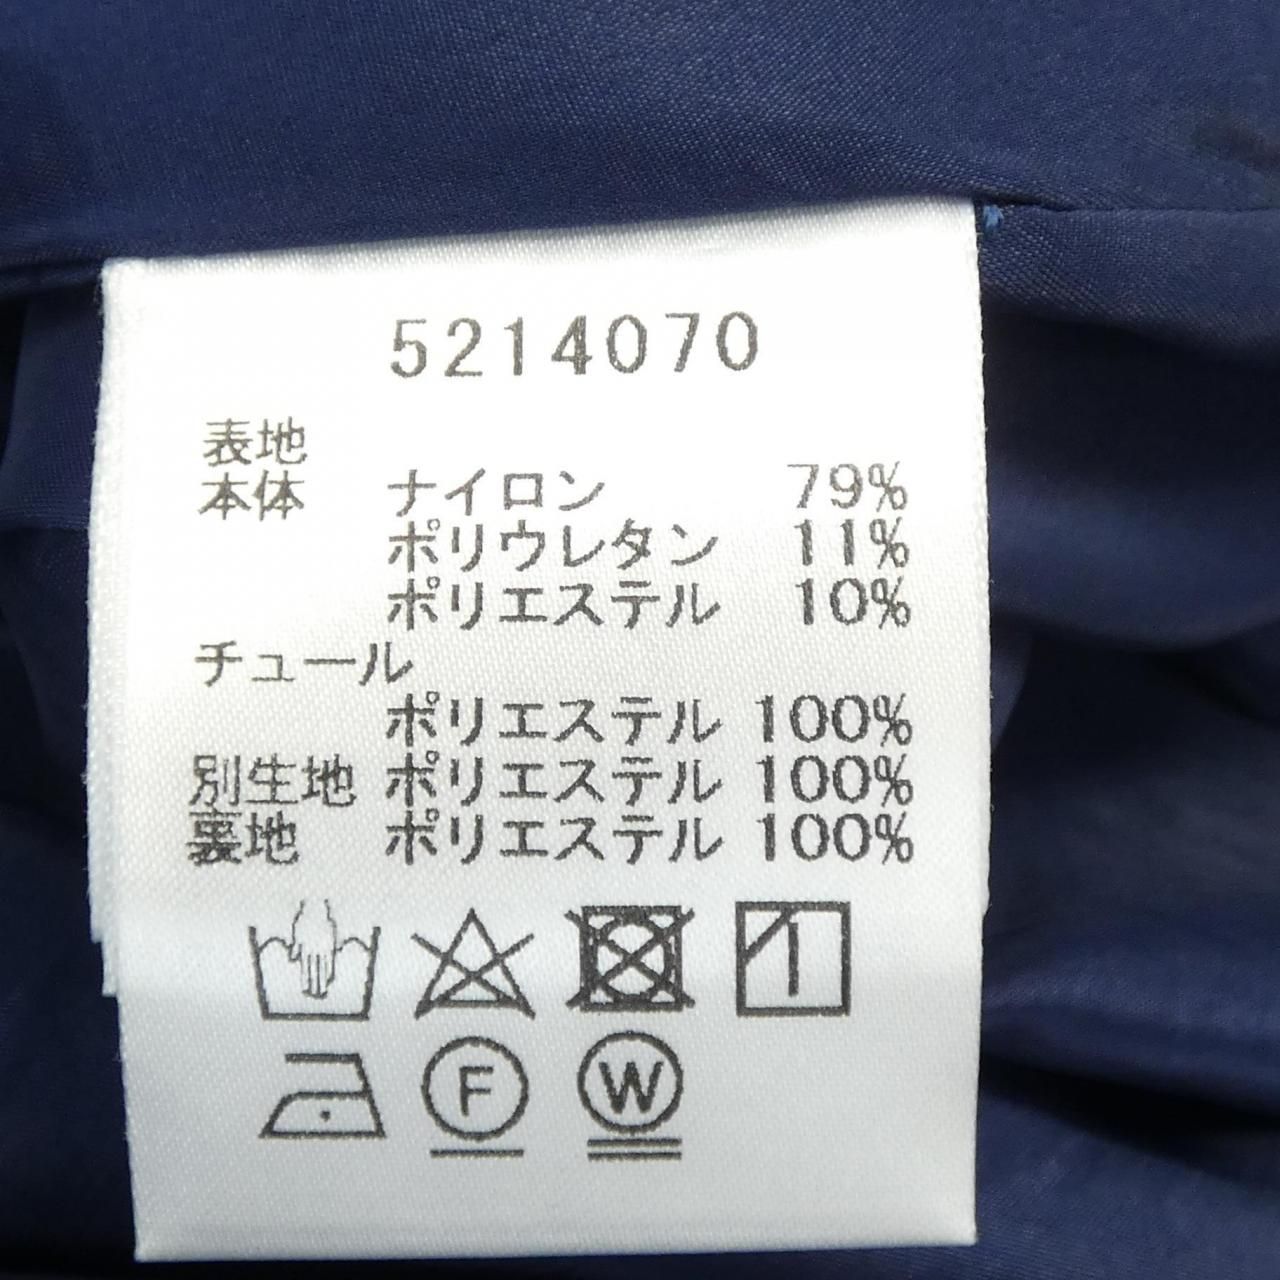 5214070
表地
本体 ナイロン 79%
ポリウレタン 11%
ポリエステル 10%
チュール
ポリエステル 100%
別生地 ポリエステル 100%
裏地 ポリエステル 100%
F W